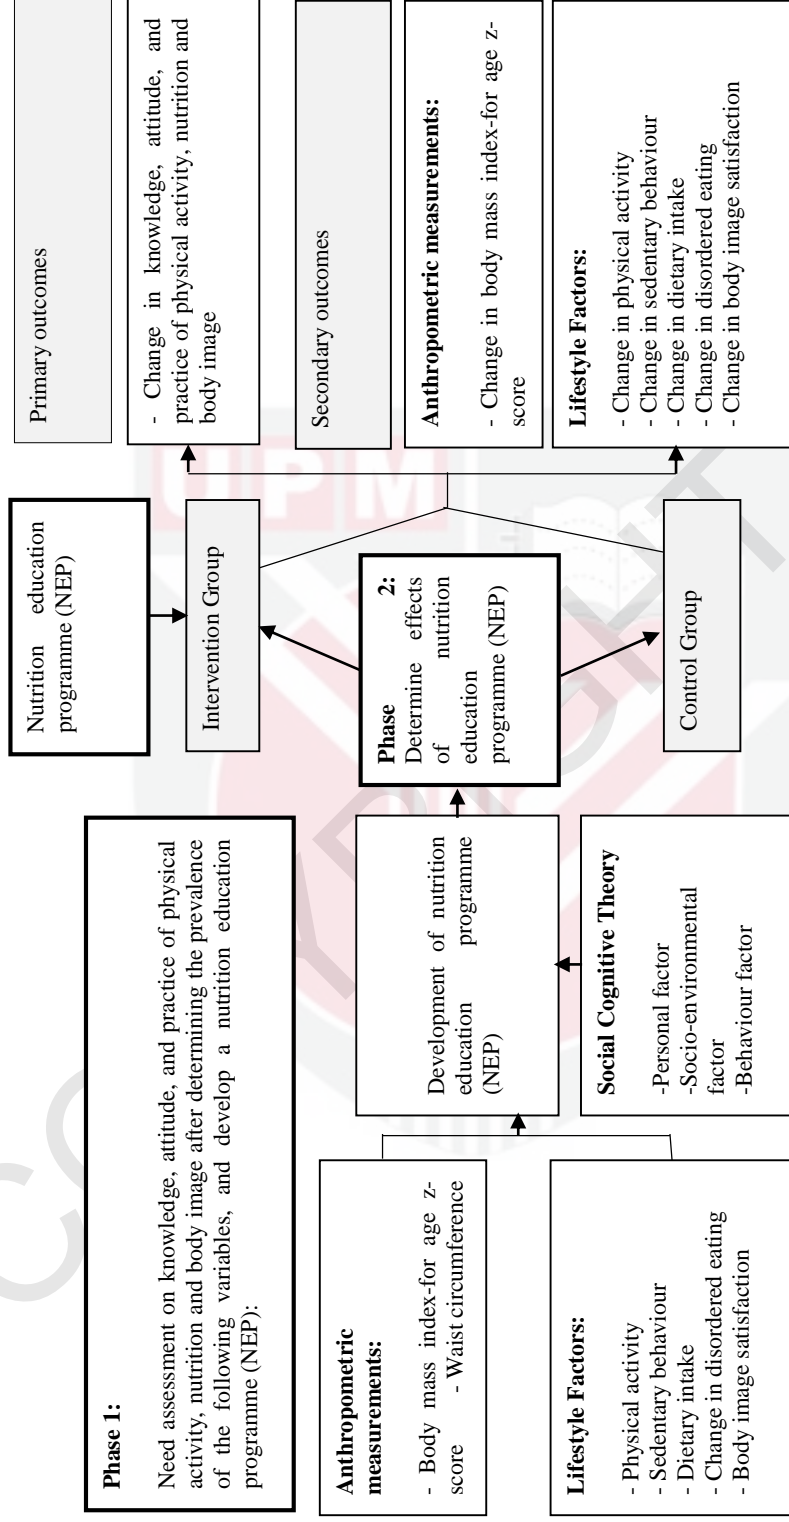 Phase 1:
Need assessment on knowledge, attitude, and practice of physical
activity, nutrition and body image after determining the prevalence
of the following variables, and develop a nutrition education
programme (NEP):
Anthropometric
measurements:
- Body mass index-for age z-
score - Waist circumference
Lifestyle Factors:
- Physical activity
- Sedentary behaviour
- Dietary intake
- Change in disordered eating
- Body image satisfaction
Development of nutrition
education programme
(NEP)
Social Cognitive Theory
-Personal factor
-Socio-environmental
factor
-Behaviour factor
Nutrition education
programme (NEP)
Intervention Group
Phase 2:
Determine effects
of nutrition
education
programme (NEP)
Control Group
Primary outcomes
- Change in knowledge, attitude, and
practice of physical activity, nutrition and
body image
Secondary outcomes
Anthropometric measurements:
- Change in body mass index-for age z-
score
Lifestyle Factors:
- Change in physical activity
- Change in sedentary behaviour
- Change in dietary intake
- Change in disordered eating
- Change in body image satisfaction
UPM
COPYRIGHT